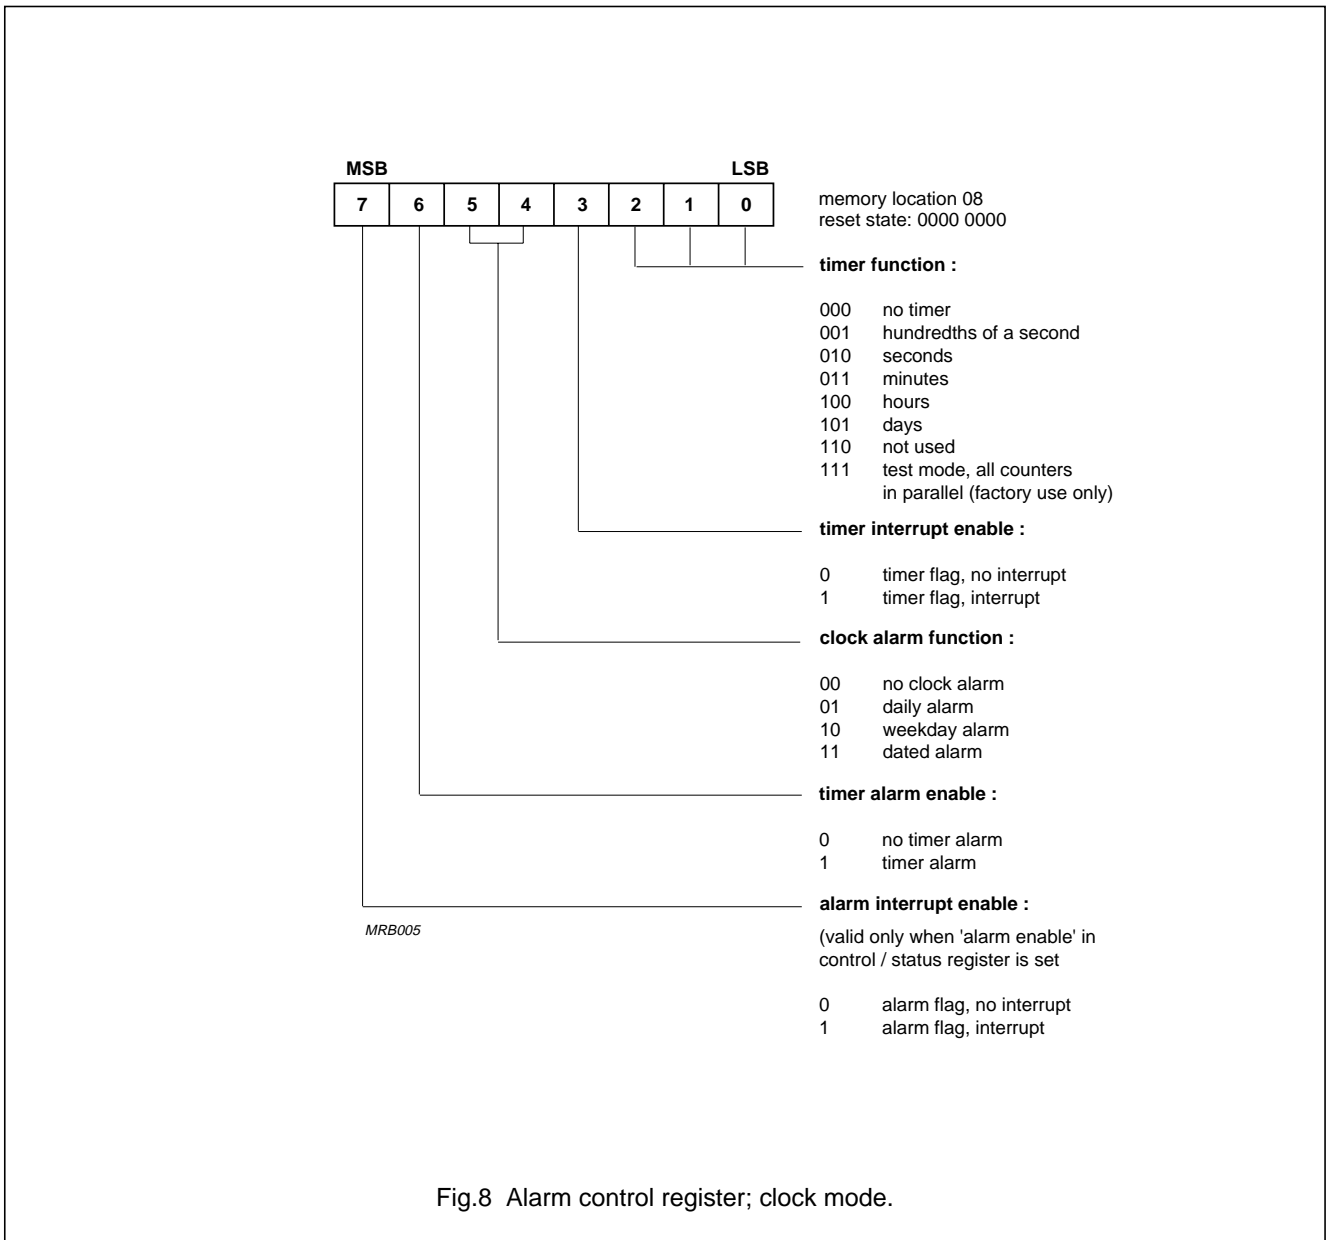 MSB LSB
7 6 5 4 3 2 1 0
memory location 08
reset state: 0000 0000
timer function :
000 no timer
001 hundredths of a second
010 seconds
011 minutes
100 hours
101 days
110 not used
111 test mode, all counters
in parallel (factory use only)
timer interrupt enable :
0 timer flag, no interrupt
1 timer flag, interrupt
clock alarm function :
00 no clock alarm
01 daily alarm
10 weekday alarm
11 dated alarm
timer alarm enable :
0 no timer alarm
1 timer alarm
alarm interrupt enable :
MRB005
(valid only when 'alarm enable' in
control / status register is set
0 alarm flag, no interrupt
1 alarm flag, interrupt
Fig.8 Alarm control register; clock mode.